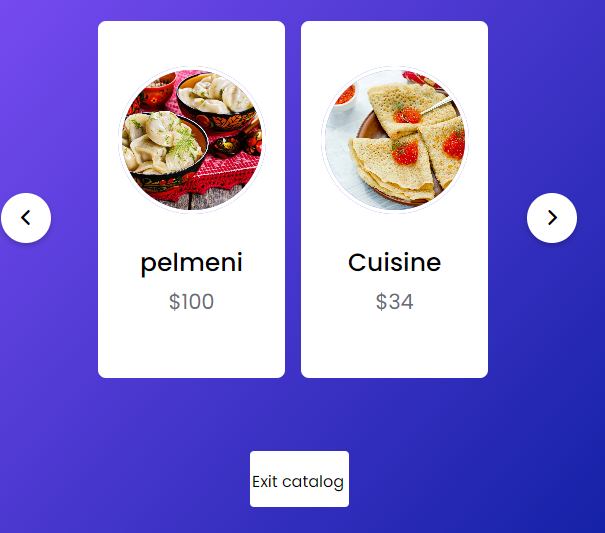 pelmeni
$100
Cuisine
$34
Exit catalog